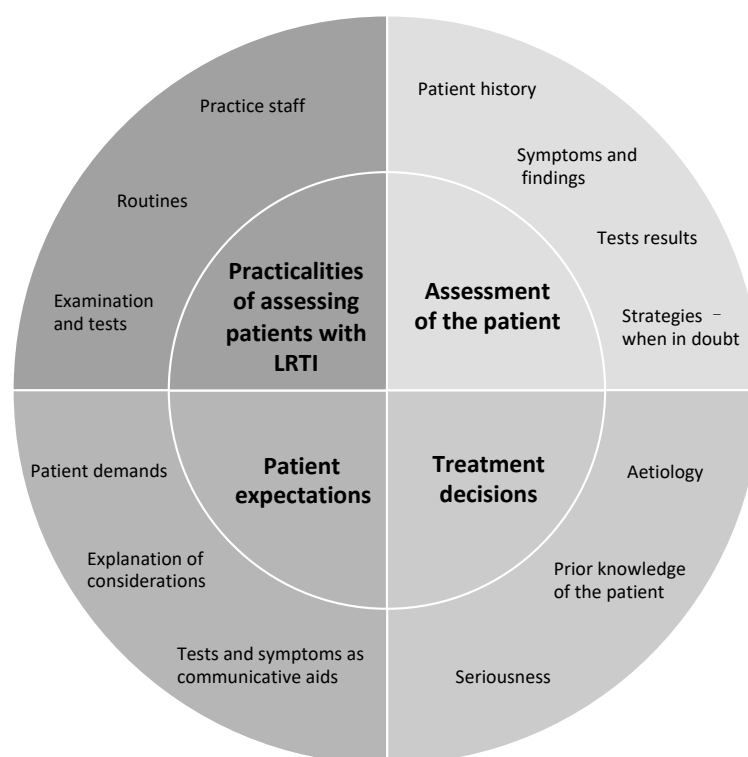 Practice staff
Routines
Examination
and tests
Practicalities
of assessing
patients with
LRTI
Patient history
Symptoms and
findings
Tests results
Strategies –
when in doubt
Assessment
of the patient
Patient demands
Explanation of
considerations
Tests and symptoms as
communicative aids
Patient
expectations
Treatment
decisions
Aetiology
Prior knowledge
of the patient
Seriousness